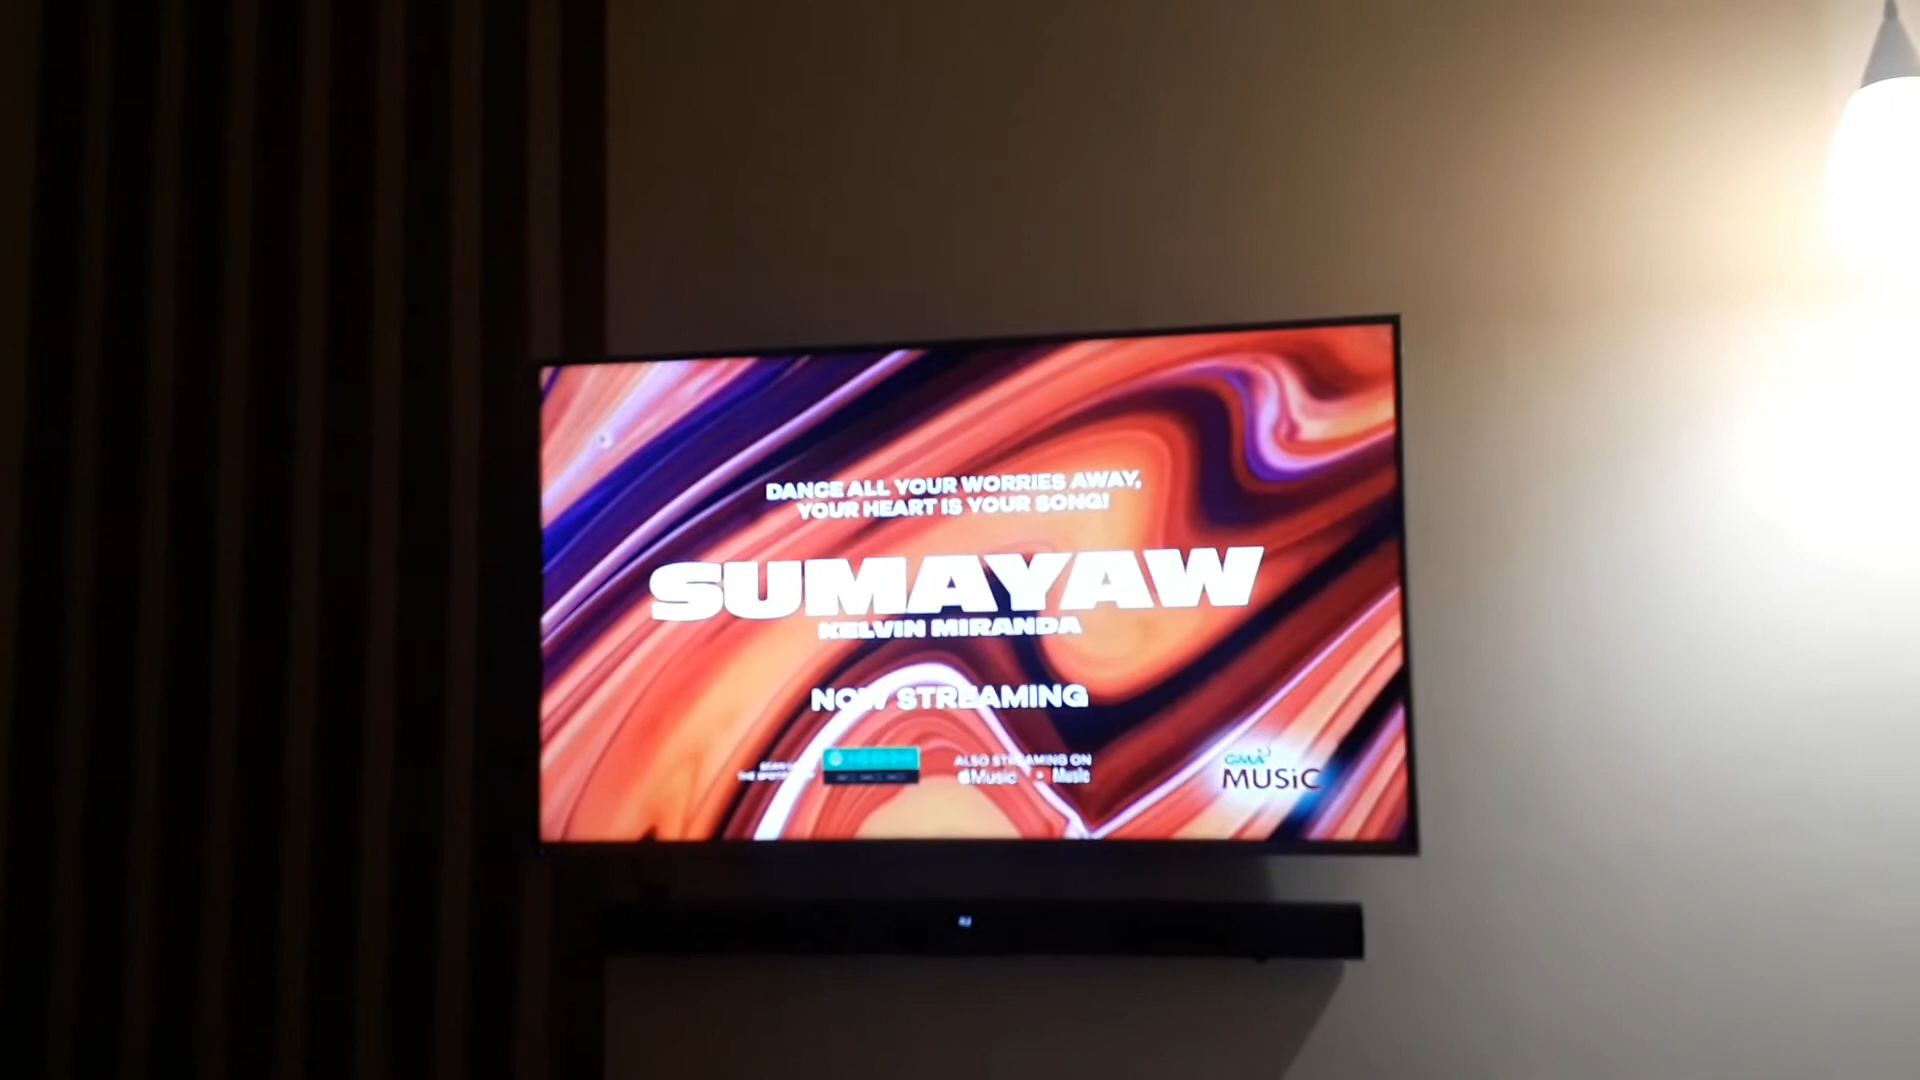 DANCE ALL YOUR WORRIES AWAY,
YOUR HEART IS YOUR SONG!
SUMAYAW
KELVIN MIRANDA
NOW STREAMING
ALSO STREAMING ON
Music
Music
GMA
MUSiC